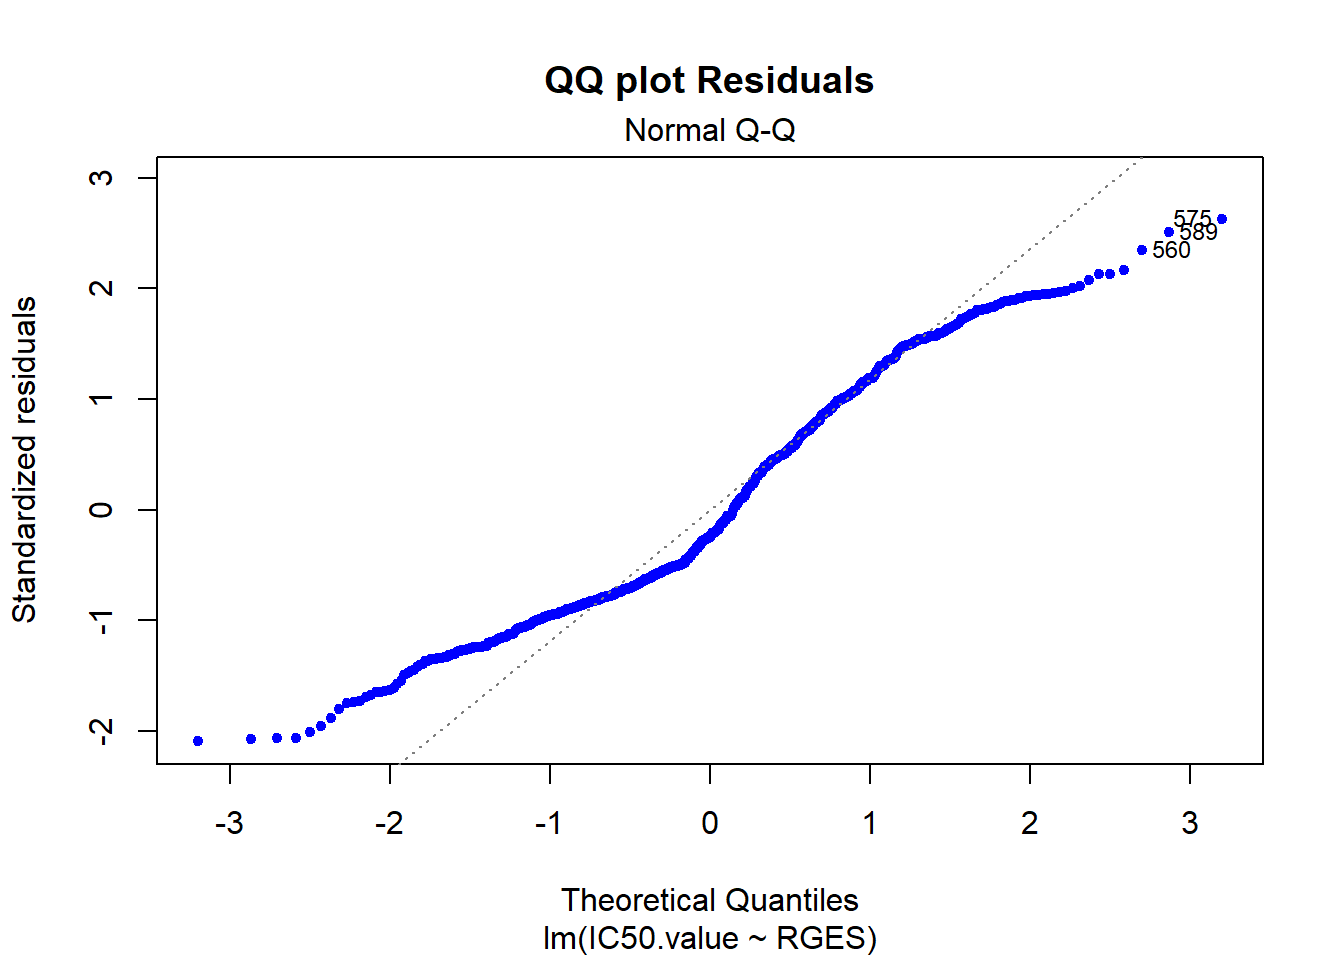 QQ plot Residuals
Normal Q-Q
Standardized residuals
3
2
1
0
-1
-2
575
589
560
-3 -2 -1 0 1 2 3
Theoretical Quantiles
lm(IC50.value ~ RGES)